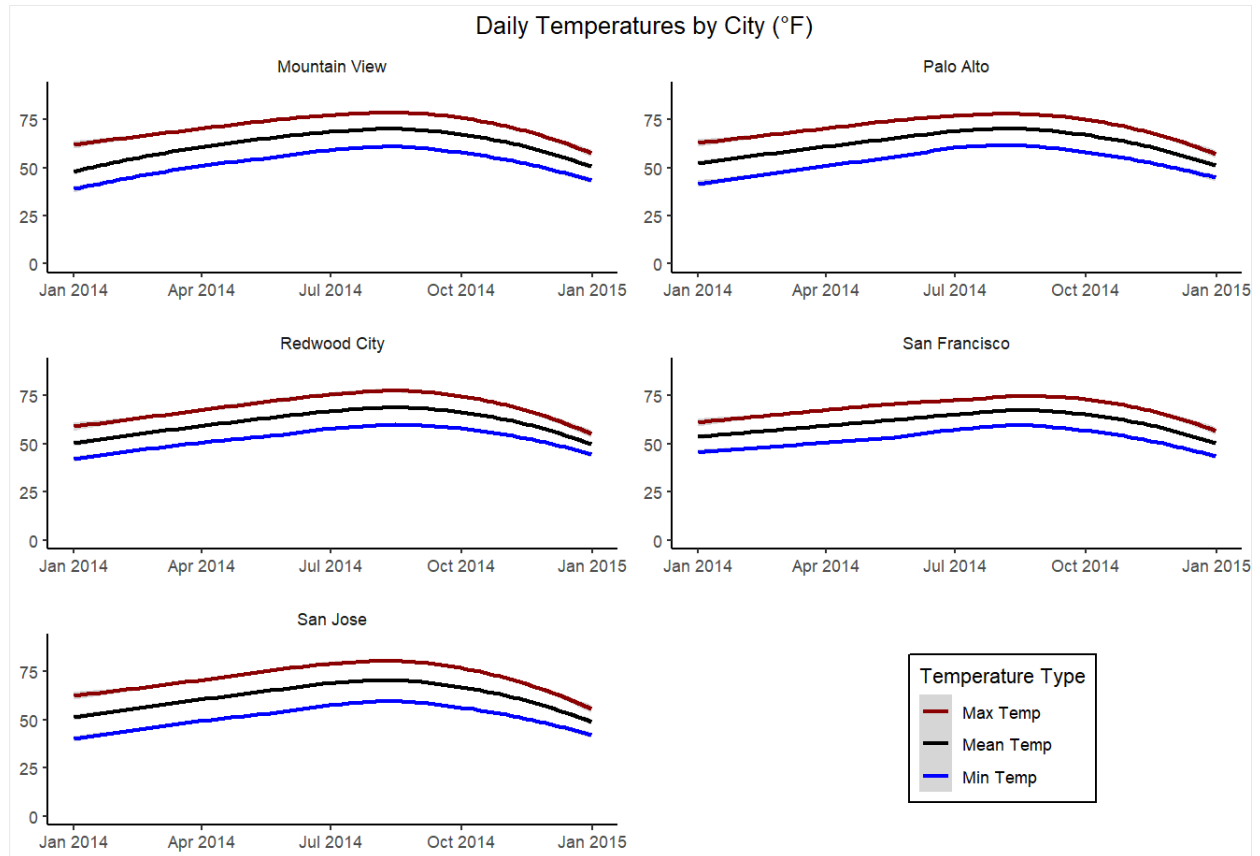 Daily Temperatures by City (°F)
Mountain View
75
50
25
0
Jan 2014 Apr 2014 Jul 2014 Oct 2014 Jan 2015
Palo Alto
75
50
25
0
Jan 2014 Apr 2014 Jul 2014 Oct 2014 Jan 2015
Redwood City
75
50
25
0
Jan 2014 Apr 2014 Jul 2014 Oct 2014 Jan 2015
San Francisco
75
50
25
0
Jan 2014 Apr 2014 Jul 2014 Oct 2014 Jan 2015
San Jose
75
50
25
0
Jan 2014 Apr 2014 Jul 2014 Oct 2014 Jan 2015
Temperature Type
Max Temp
Mean Temp
Min Temp